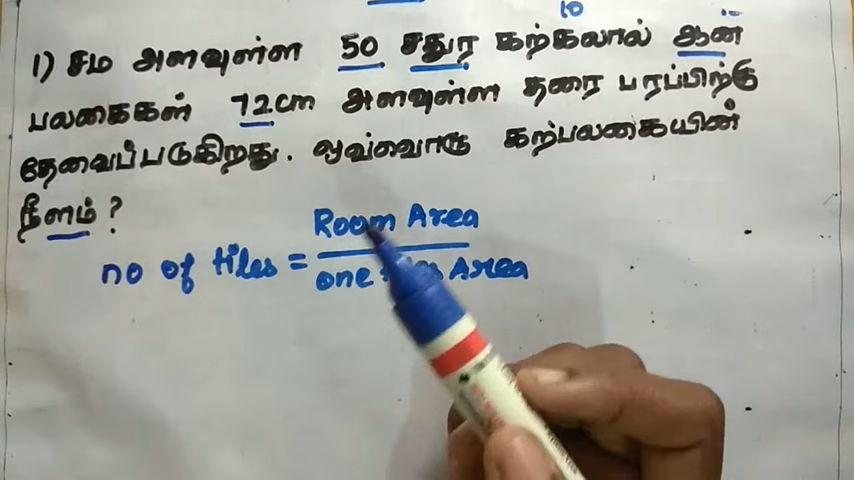 10
1) சம அளவுள்ள 50 சதுர கற்களால் ஆன
பலகைகள் 72cm அளவுள்ள தரை பரப்பிற்கு
தேவைப்படுகிறது. ஒவ்வொரு கற்பலகையின்
நீளம்?
Room Area
no of tiles =
one Area